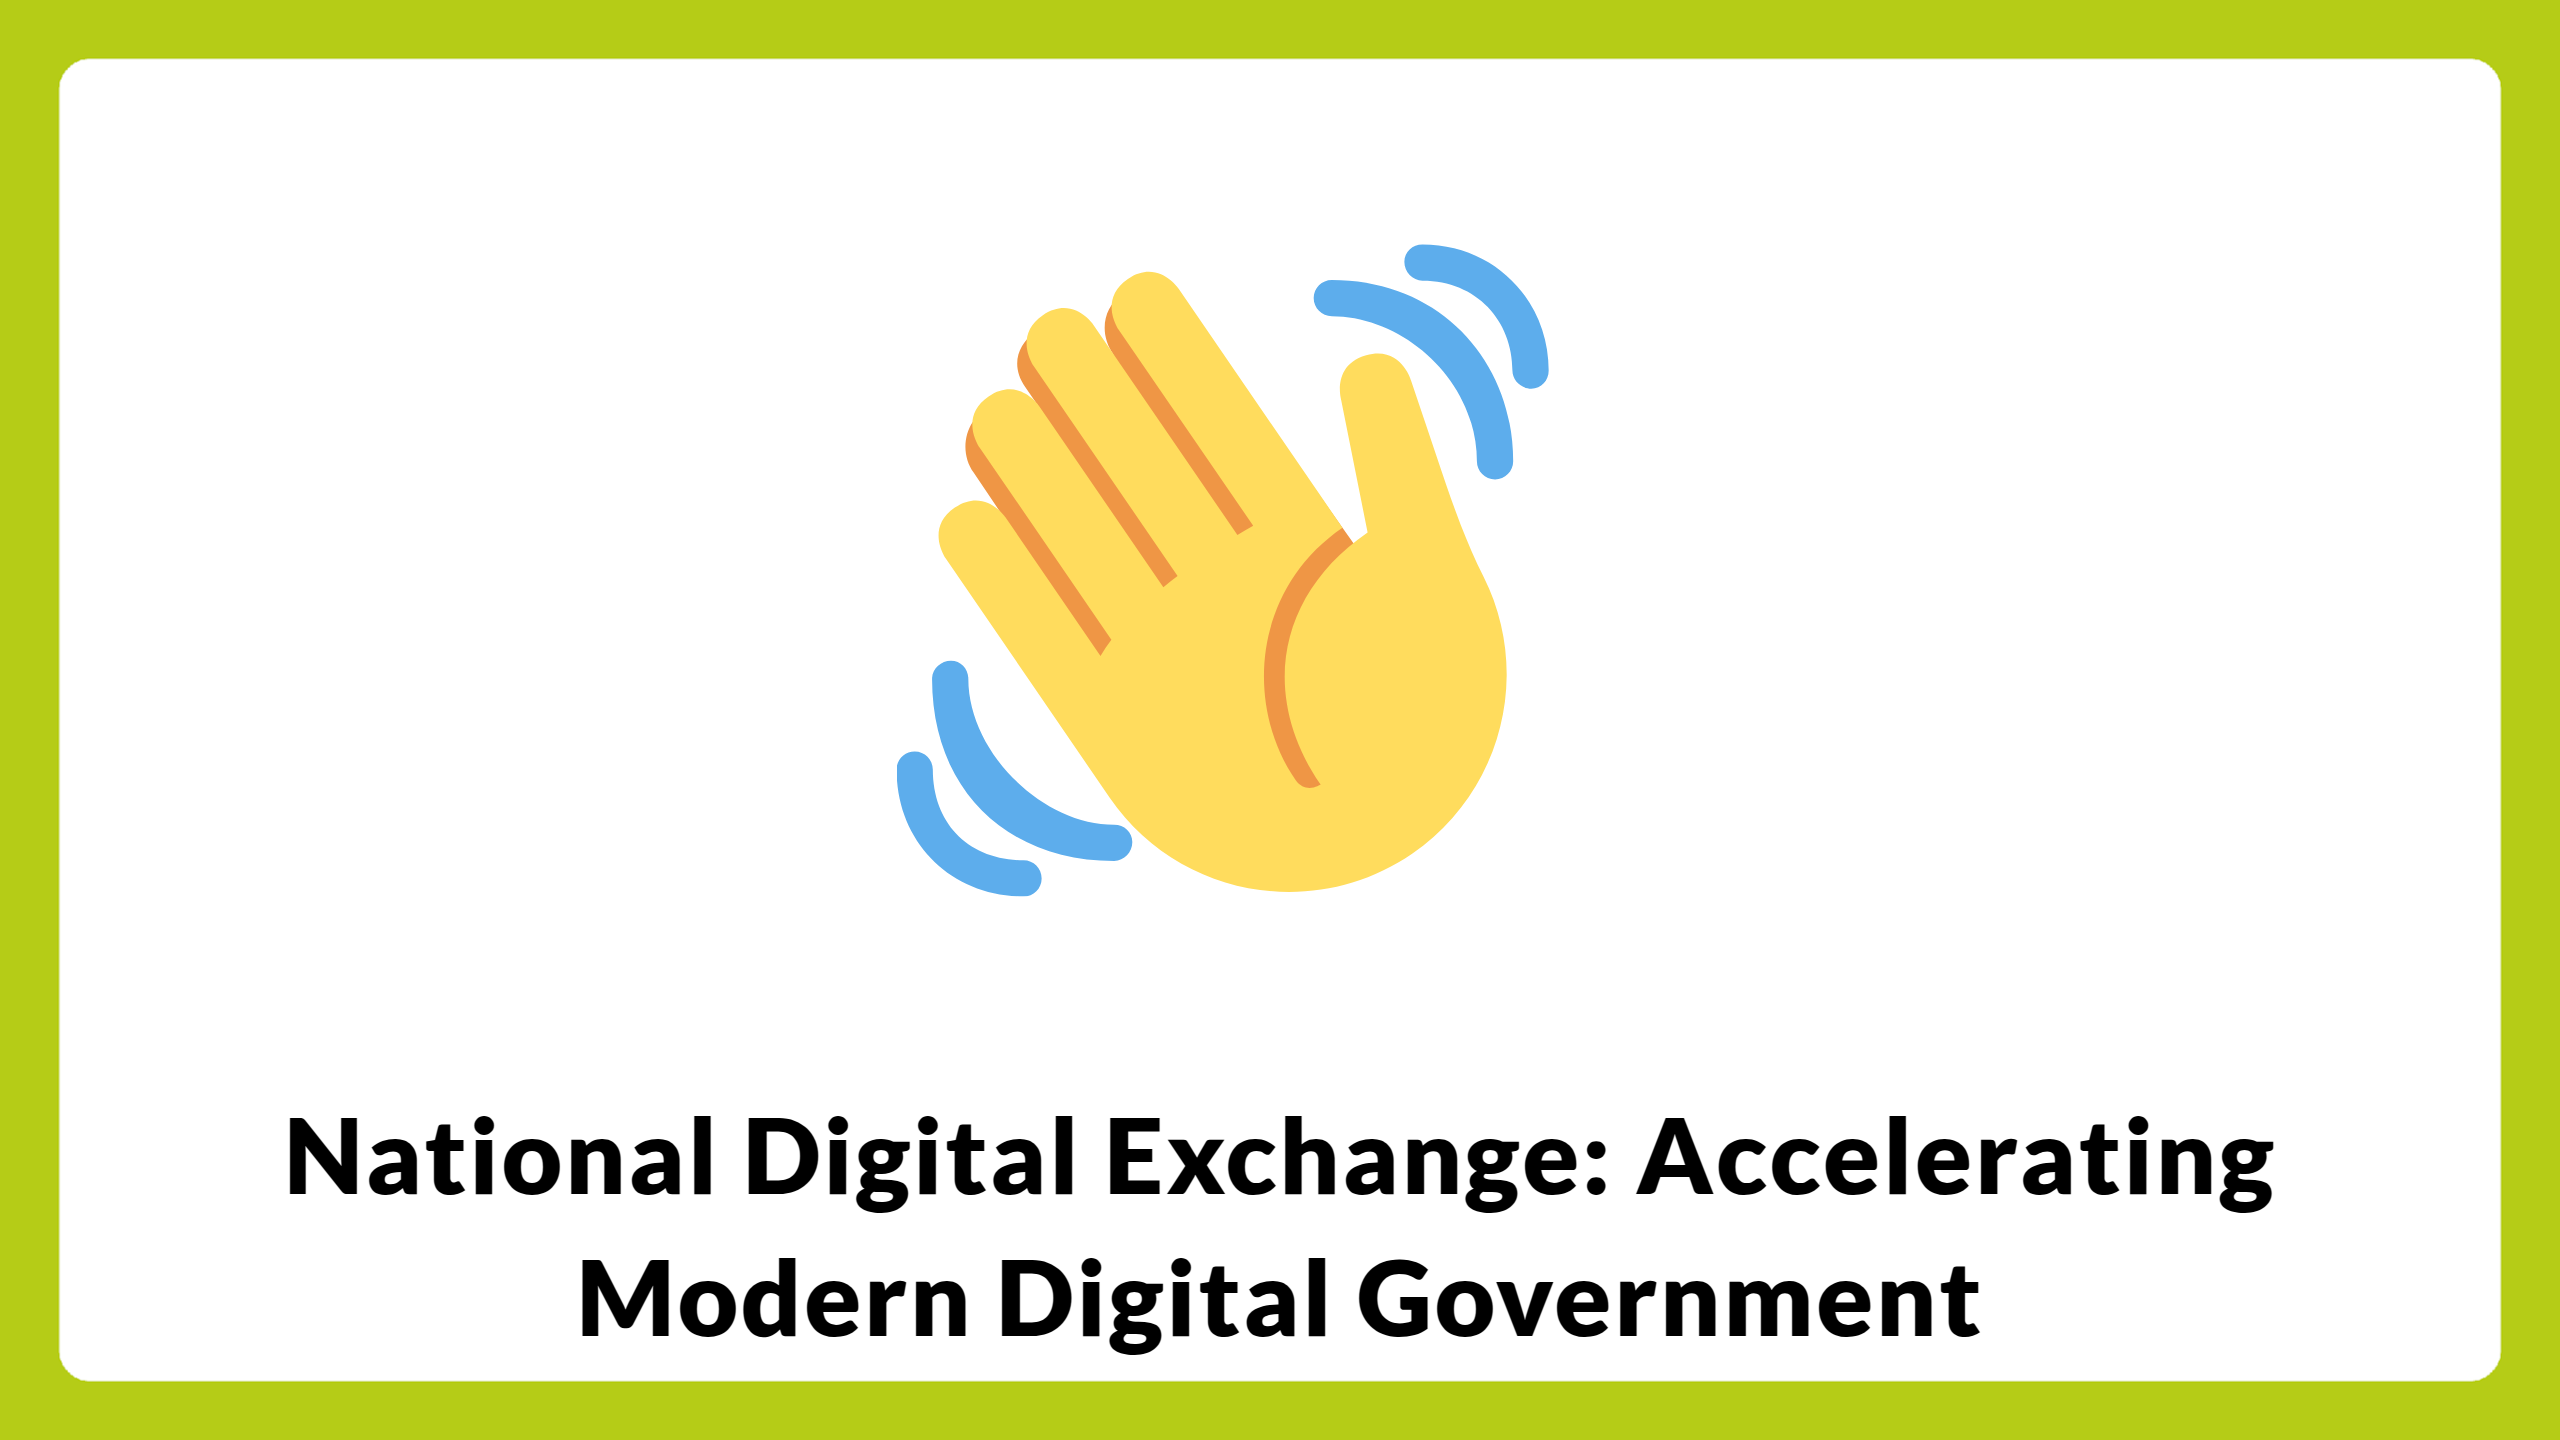 National Digital Exchange: Accelerating
Modern Digital Government